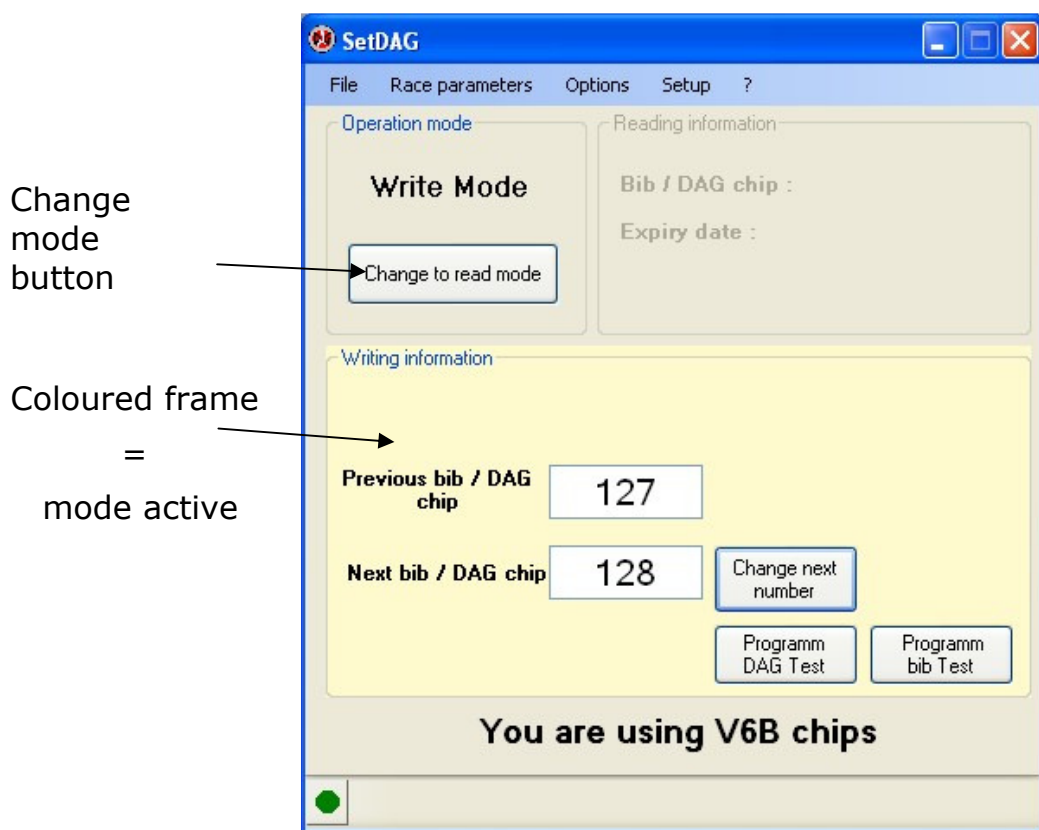 SetDAG
File Race parameters Options Setup ?
Operation mode
Reading information
Write Mode
Bib / DAG chip :
Expiry date :
Change
mode
button
Change to read mode
Writing information
Coloured frame
=
mode active
Previous bib / DAG
chip
127
Next bib / DAG chip
128
Change next
number
Programm
DAG Test
Programm
bib Test
You are using V6B chips